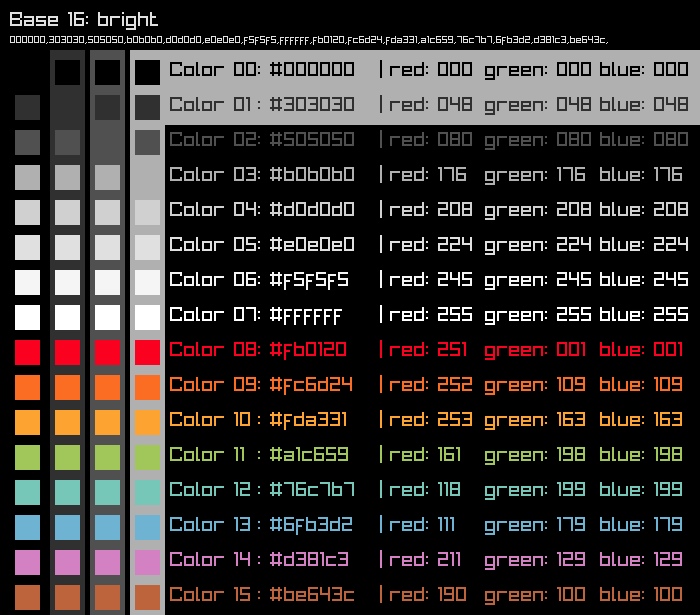 Base 16: bright
000000,303030,505050,b0b0b0,d0d0d0,e0e0e0,f5f5f5,ffffff,fb0120,fc6d24,fda331,a1c659,76c7b7,6fb3d2,d381c3,be643c,
Color 00: #000000 | red: 000 green: 000 blue: 000
Color 01 : #303030 | red: 048 green: 048 blue: 048
Color 02: #505050 | red: 080 green: 080 blue: 080
Color 03: #b0b0b0 | red: 176 green: 176 blue: 176
Color 04: #d0d0d0 | red: 208 green: 208 blue: 208
Color 05: #e0e0e0 | red: 224 green: 224 blue: 224
Color 06: #f5f5f5 | red: 245 green: 245 blue: 245
Color 07: #ffffff | red: 255 green: 255 blue: 255
Color 08: #fb0120 | red: 251 green: 001 blue: 001
Color 09: #fc6d24 | red: 252 green: 109 blue: 109
Color 10 : #fda331 | red: 253 green: 163 blue: 163
Color 11 : #a1c659 | red: 161 green: 198 blue: 198
Color 12 : #76c7b7 | red: 118 green: 199 blue: 199
Color 13 : #6fb3d2 | red: 111 green: 179 blue: 179
Color 14 : #d381c3 | red: 211 green: 129 blue: 129
Color 15 : #be643c | red: 190 green: 100 blue: 100